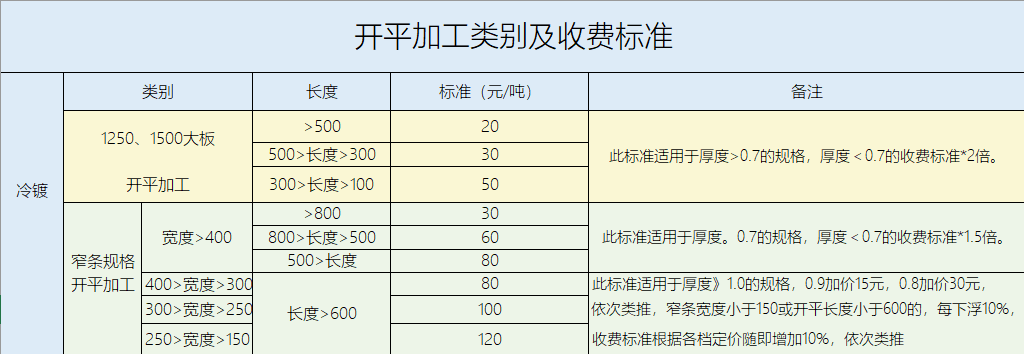 开平加工类别及收费标准
类别 长度 标准（元/吨） 备注
冷镀
1250、1500大板
开平加工
>500 20
500>长度>300 30
300>长度>100 50
此标准适用于厚度>0.7的规格，厚度＜0.7的收费标准*2倍。
窄条规格
开平加工
宽度>400
>800 30
800>长度>500 60
500>长度 80
此标准适用于厚度。0.7的规格，厚度＜0.7的收费标准*1.5倍。
400>宽度>300 80
300>宽度>250 100
250>宽度>150 120
长度>600
此标准适用于厚度》1.0的规格，0.9加价15元，0.8加价30元，
依次类推，窄条宽度小于150或开平长度小于600的，每下浮10%，
收费标准根据各档定价随即增加10%，依次类推